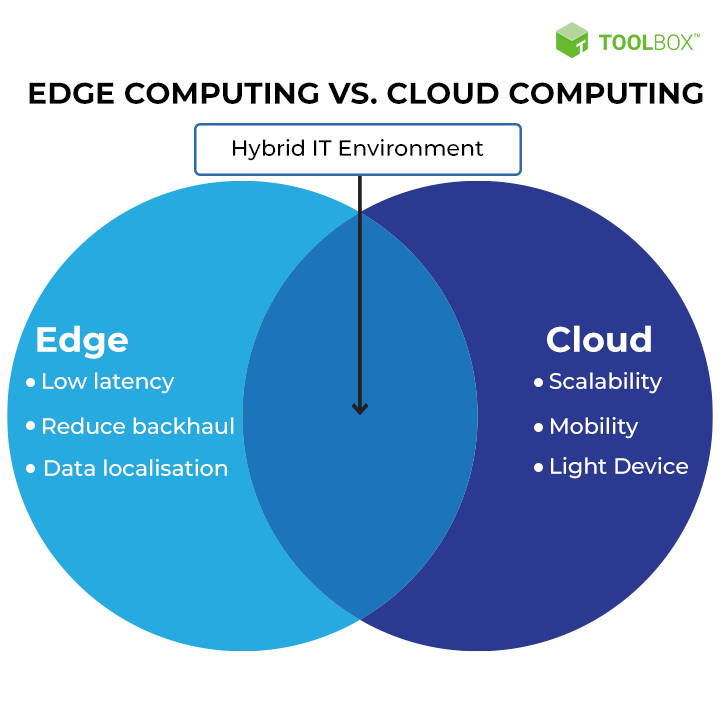 TOOLBOX™
EDGE COMPUTING VS. CLOUD COMPUTING
Hybrid IT Environment
Edge
• Low latency
• Reduce backhaul
• Data localisation
Cloud
• Scalability
• Mobility
• Light Device